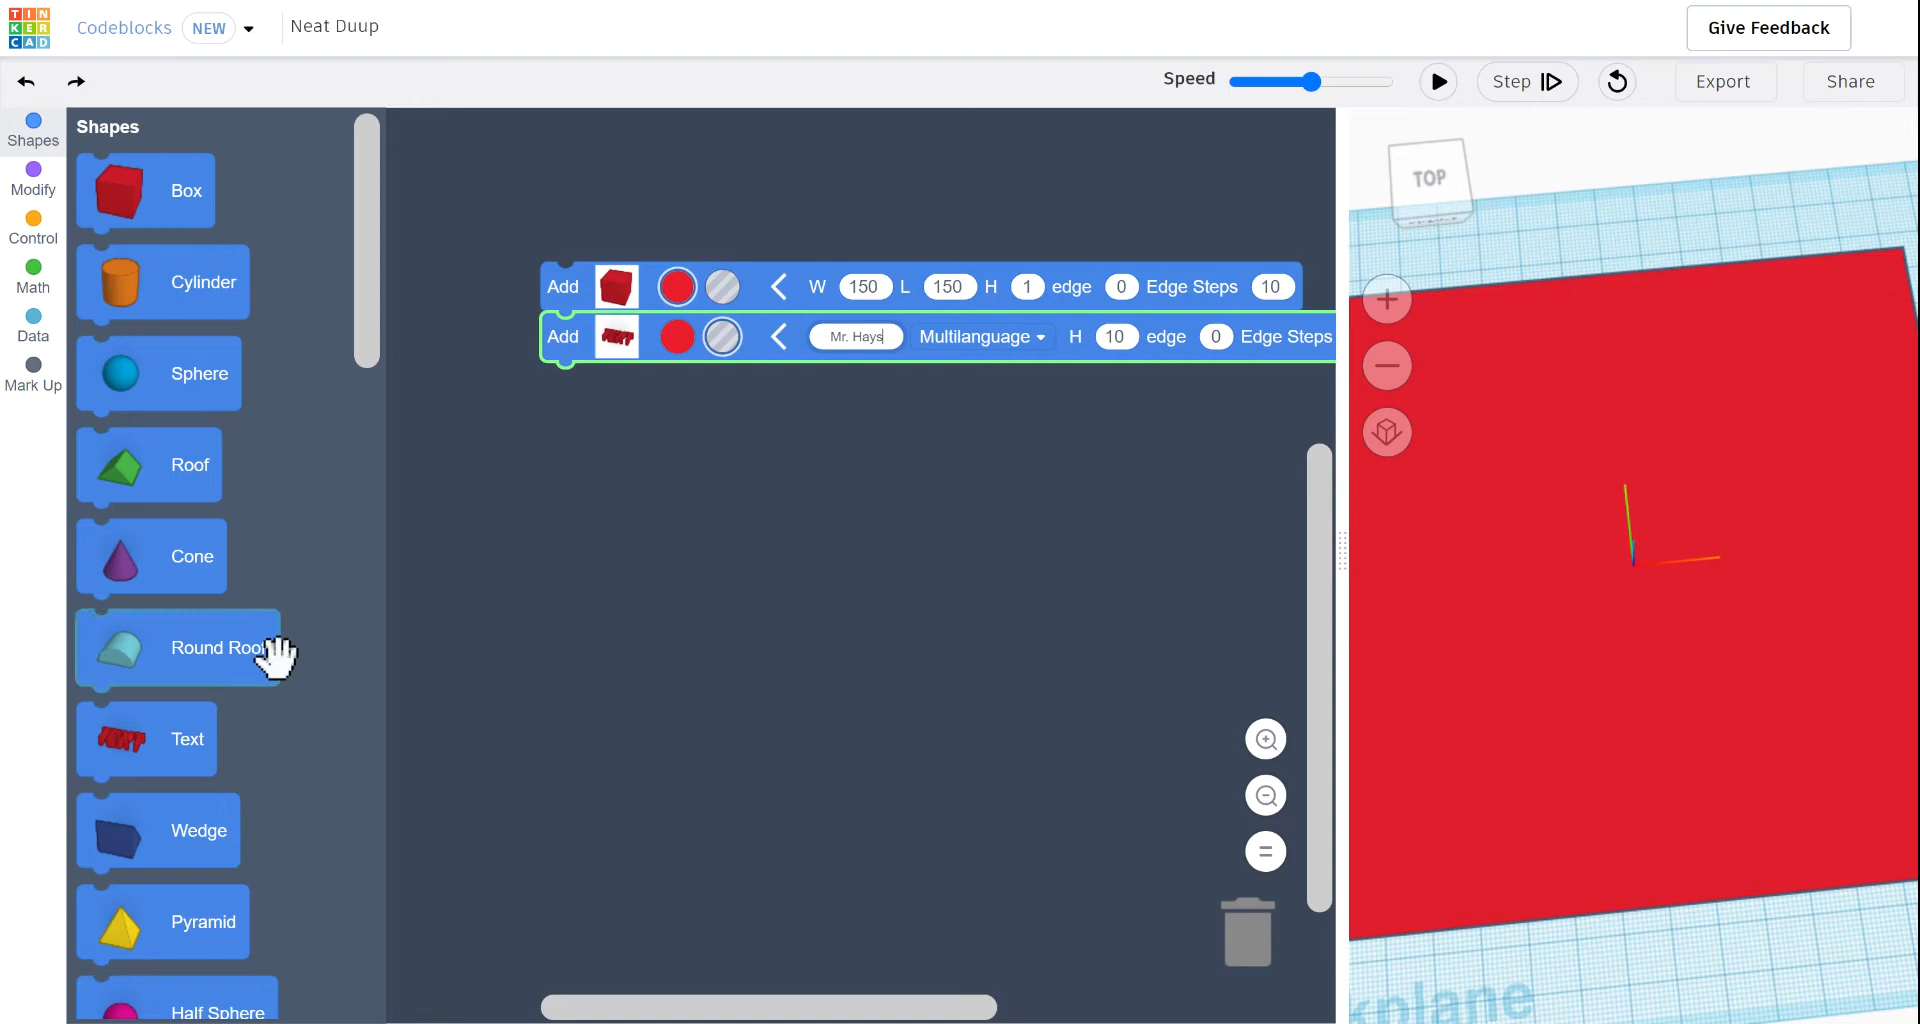 TIN
KER
CAD
Codeblocks NEW
Neat Duup
Give Feedback
Speed
Step
Export
Share
Shapes
Modify
Control
Math
Data
Mark Up
Shapes
Box
Cylinder
Sphere
Roof
Cone
Round Roof
Text
Wedge
Pyramid
Half Sphere
Add W 150 L 150 H 1 edge 0 Edge Steps 10
Add Mr. Hays Multilanguage H 10 edge 0 Edge Steps
TOP
kplane